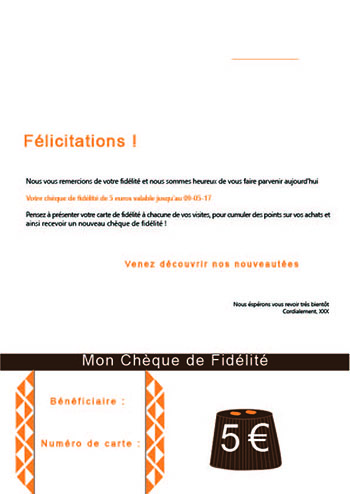 Félicitations !
Nous vous remercions de votre fidélité et nous sommes heureux de vous faire parvenir aujourd'hui
Votre chèque de fidélité de 5 euros valable jusqu'au 09-05-17
Pensez à présenter votre carte de fidélité à chacune de vos visites, pour cumuler des points sur vos achats et
ainsi recevoir un nouveau chèque de fidélité !
Venez découvrir nos nouveautées
Nous éspérons vous revoir très bientôt
Cordialement, XXX
Mon Chèque de Fidélité
Bénéficiaire :
Numéro de carte :
5 €